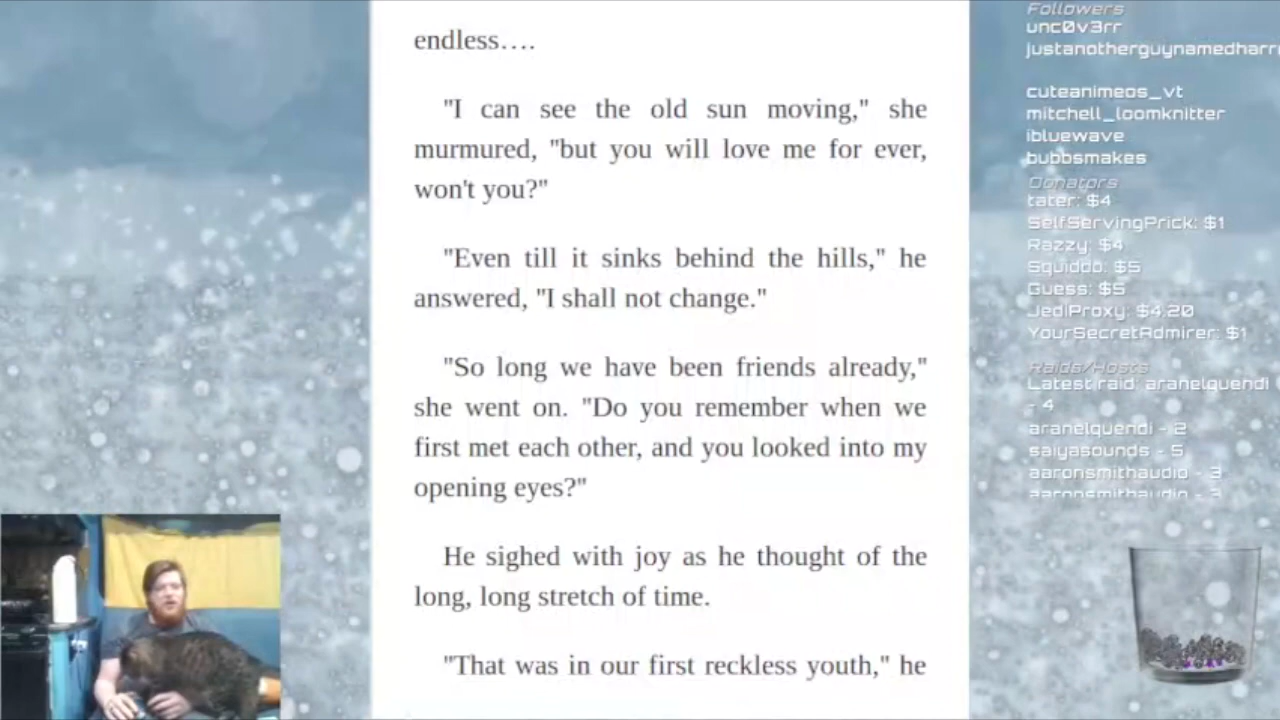 endless….
"I can see the old sun moving," she
murmured, "but you will love me for ever,
won't you?"
"Even till it sinks behind the hills," he
answered, "I shall not change."
"So long we have been friends already,"
she went on. "Do you remember when we
first met each other, and you looked into my
opening eyes?"
He sighed with joy as he thought of the
long, long stretch of time.
"That was in our first reckless youth," he
Followers
unc0v3rr
justanotherguynamedharr
cuteanimeos_vt
mitchell_loomknitter
ibluewave
bubbsmakes
Donators
tater: $4
SelfServingPrick: $1
Razzy: $4
Squidob: $5
Guess: $5
JediProxy: $4.20
YourSecretAdmirer: $1
Raids/Hosts
Latest raid: aranelquendi
- 4
aranelquendi - 2
saiyasounds - 5
aaronsmithaudio - 3
aaronsmithaudio - 3